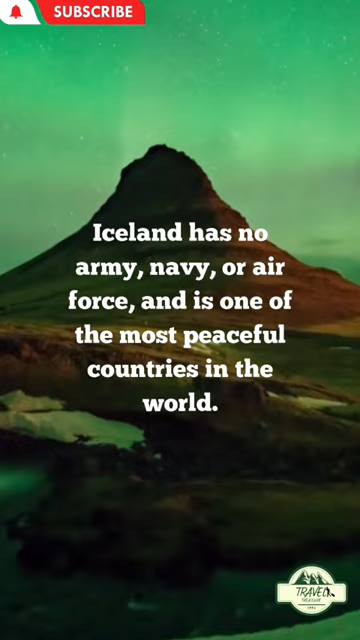 SUBSCRIBE
Iceland has no
army, navy, or air
force, and is one of
the most peaceful
countries in the
world.
TRAVEL